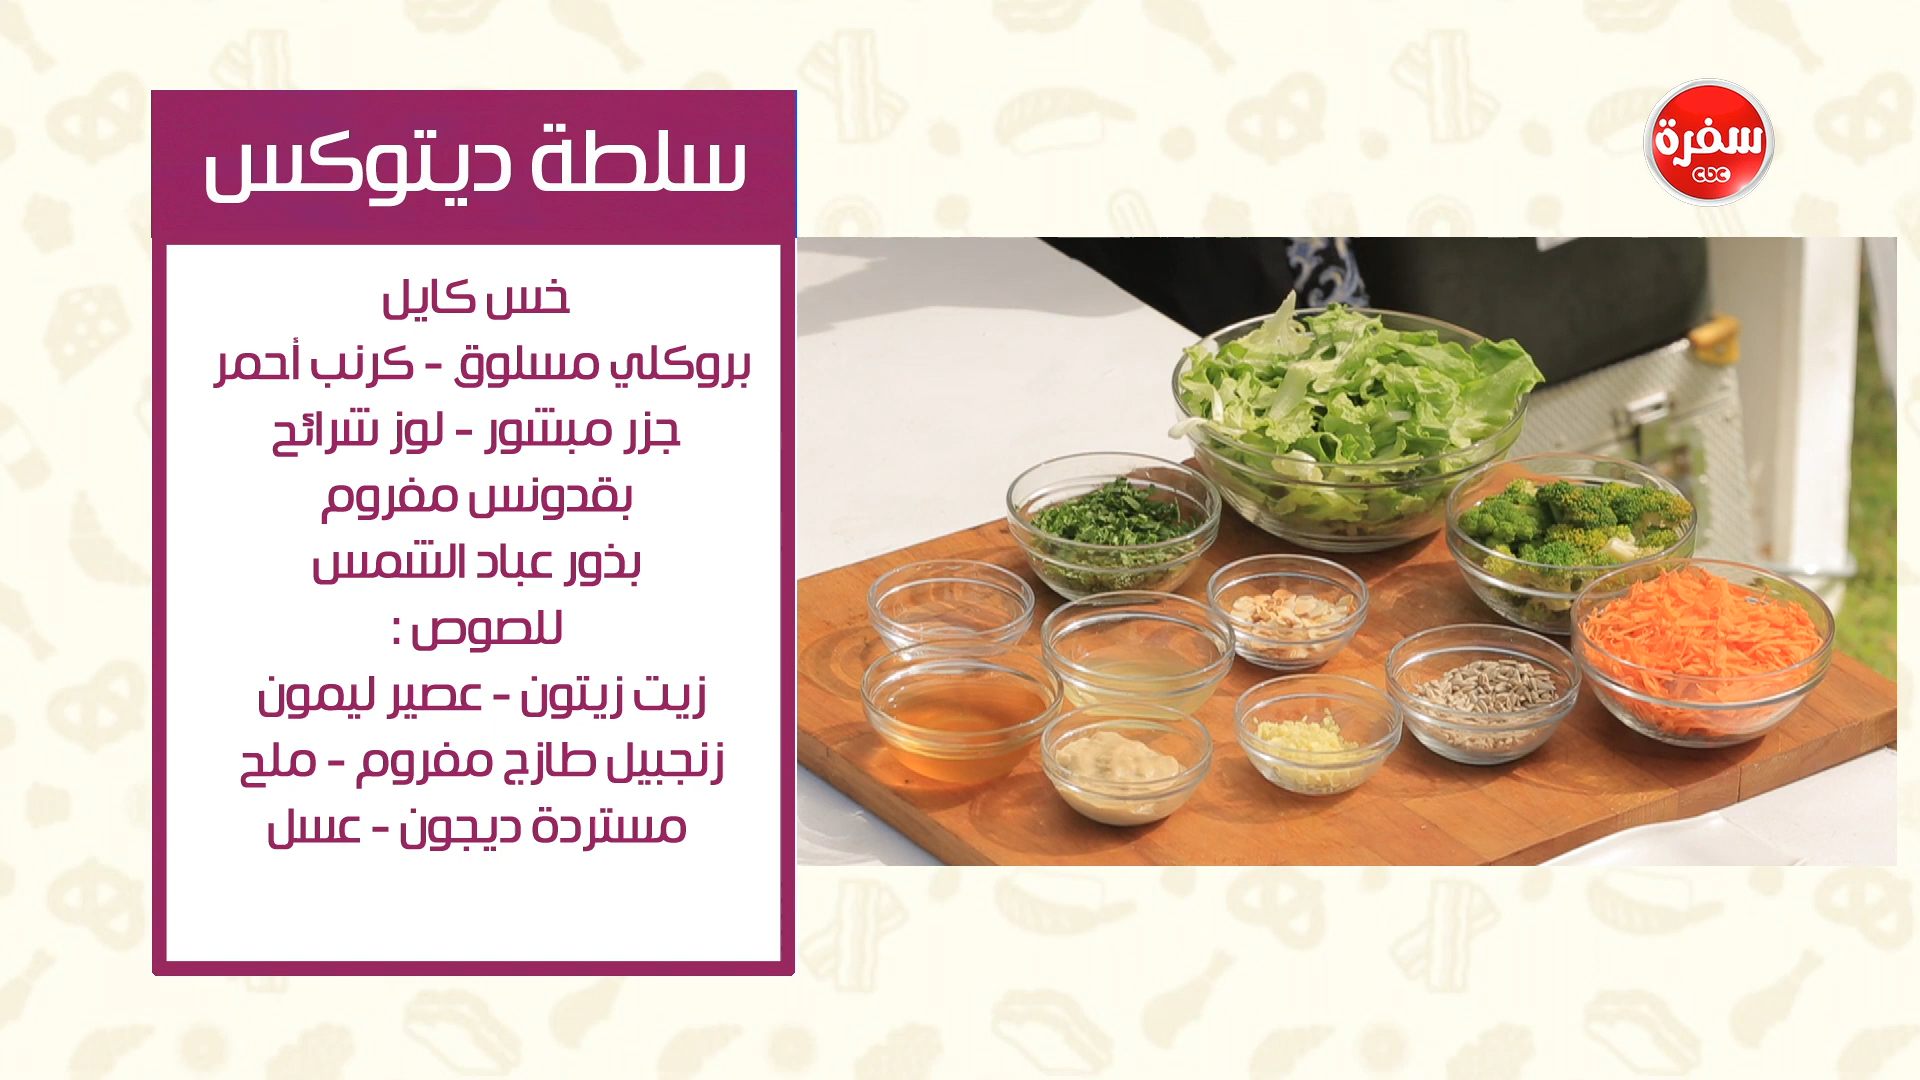 سلطة ديتوكس
خس كايل
بروكلي مسلوق - كرنب أحمر
جزر مبشور - لوز شرائح
بقدونس مفروم
بذور عباد الشمس
للصوص :
زيت زيتون - عصير ليمون
زنجبيل طازج مفروم - ملح
مستردة ديجون - عسل
سفرة
cbc